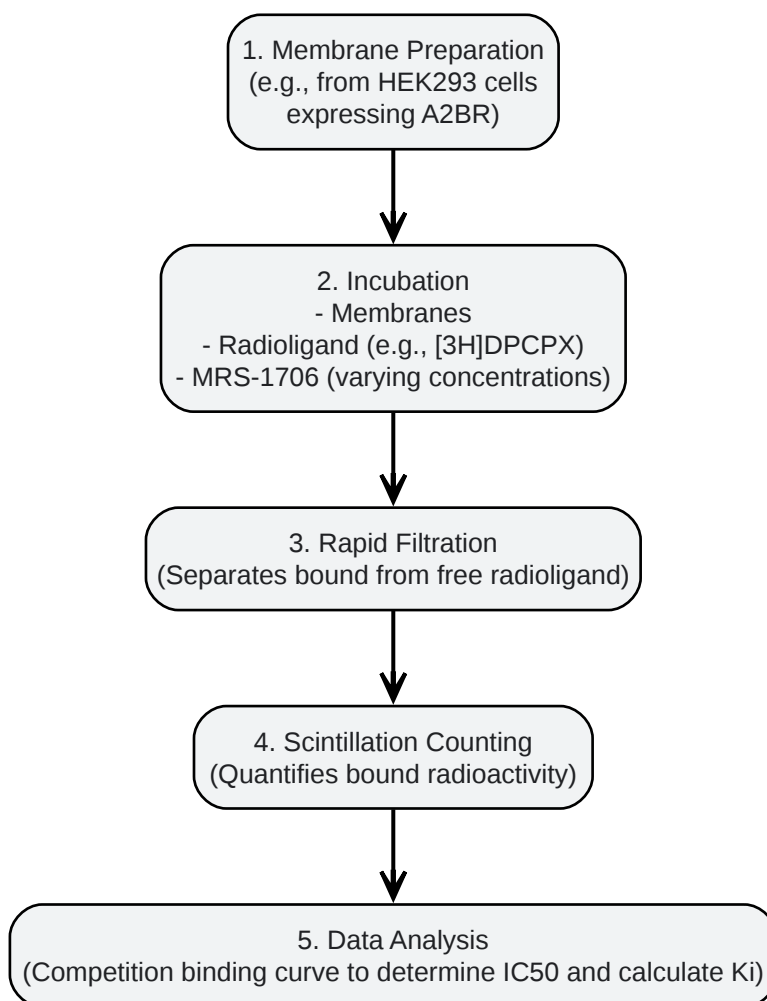 1. Membrane Preparation
(e.g., from HEK293 cells
expressing A2BR)
2. Incubation
- Membranes
- Radioligand (e.g., [3H]DPCPX)
- MRS-1706 (varying concentrations)
3. Rapid Filtration
(Separates bound from free radioligand)
4. Scintillation Counting
(Quantifies bound radioactivity)
5. Data Analysis
(Competition binding curve to determine IC50 and calculate Ki)